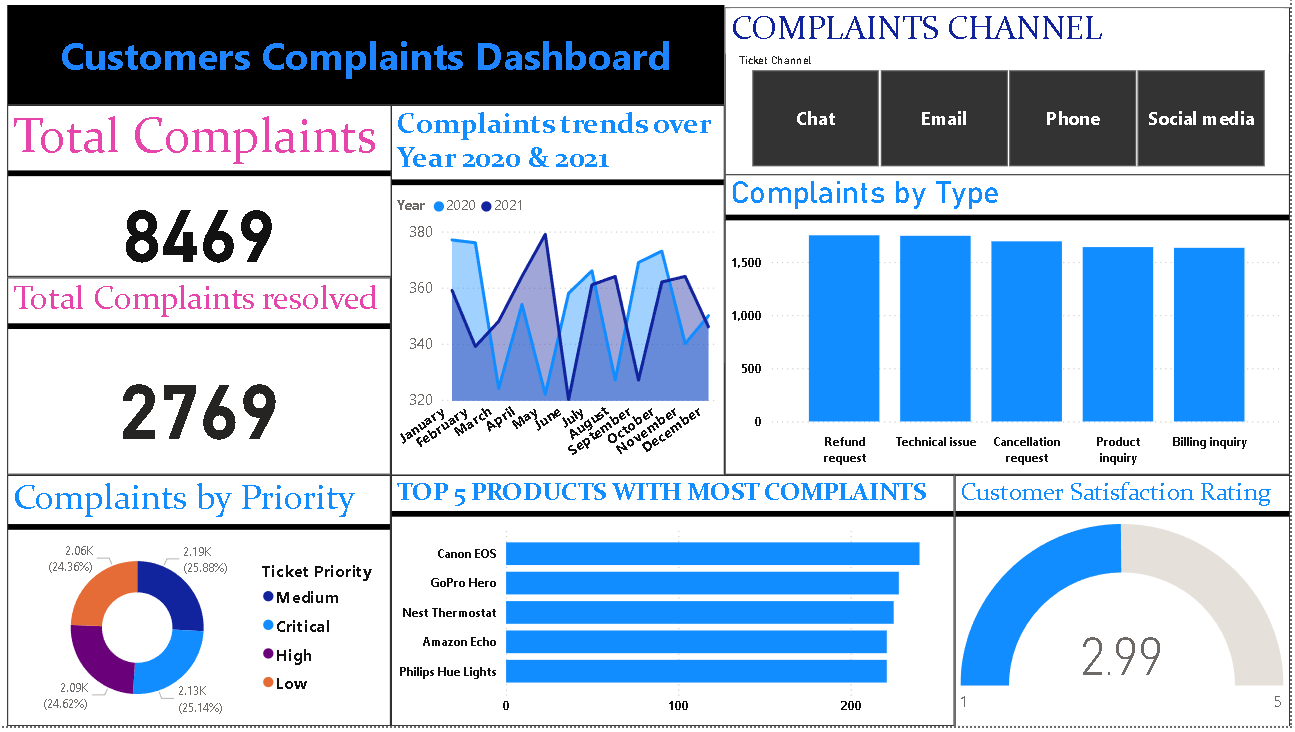 Customers Complaints Dashboard
COMPLAINTS CHANNEL
Ticket Channel
Chat
Email
Phone
Social media
Total Complaints
8469
Total Complaints resolved
2769
Complaints trends over
Year 2020 & 2021
Year 2020 2021
380
360
340
320
January
February
March
April
May
June
July
August
September
October
November
December
Complaints by Type
1,500
1,000
500
0
Refund
request
Technical issue
Cancellation
request
Product
inquiry
Billing inquiry
Complaints by Priority
2.06K
(24.36%)
2.19K
(25.88%)
2.09K
(24.62%)
2.13K
(25.14%)
Ticket Priority
Medium
Critical
High
Low
TOP 5 PRODUCTS WITH MOST COMPLAINTS
Canon EOS
GoPro Hero
Nest Thermostat
Amazon Echo
Philips Hue Lights
0
100
200
Customer Satisfaction Rating
2.99
1
5